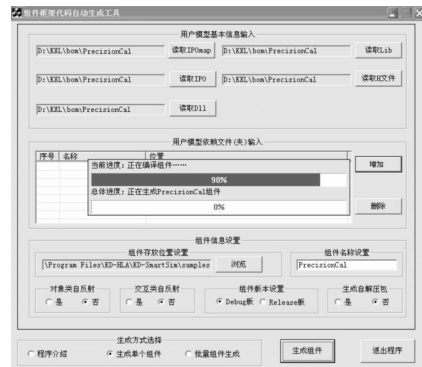 组件框架代码自动生成工具
用户模型基本信息输入
D:\KXL\bom\PrecisionCal 读取IPOmap D:\KXL\bom\PrecisionCal 读取Lib
D:\KXL\bom\PrecisionCal 读取IPO D:\KXL\bom\PrecisionCal 读取H文件
D:\KXL\bom\PrecisionCal 读取Dll
用户模型依赖文件(夹)输入
序号 名称 位置
当前进度：正在编译组件…… 增加
90%
总体进度：正在生成PrecisionCal组件
0% 删除
组件信息设置
组件存放位置设置 组件名称设置
\Program Files\KD-HLA\KD-SmartSim\samples 浏览 PrecisionCal
对象类自反射 交互类自反射 组件版本设置 生成自解压包
是 否 是 否 Debug版 Release版 是 否
生成方式选择
程序介绍 生成单个组件 批量组件生成 生成组件 退出程序